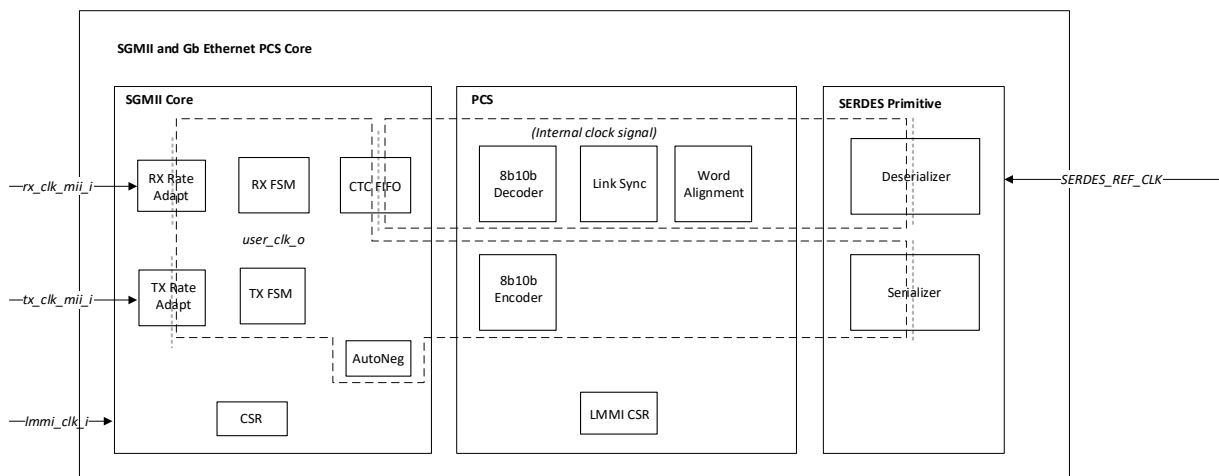 SGMII and Gb Ethernet PCS Core
SGMII Core
PCS
SERDES Primitive
(Internal clock signal)
rx_clk_mii_i
RX Rate
Adapt
RX FSM
CTC FIFO
8b10b
Decoder
Link Sync
Word
Alignment
Deserializer
SERDES_REF_CLK
user_clk_o
tx_clk_mii_i
TX Rate
Adapt
TX FSM
8b10b
Encoder
Serializer
AutoNeg
lmmi_clk_i
CSR
LMMI CSR